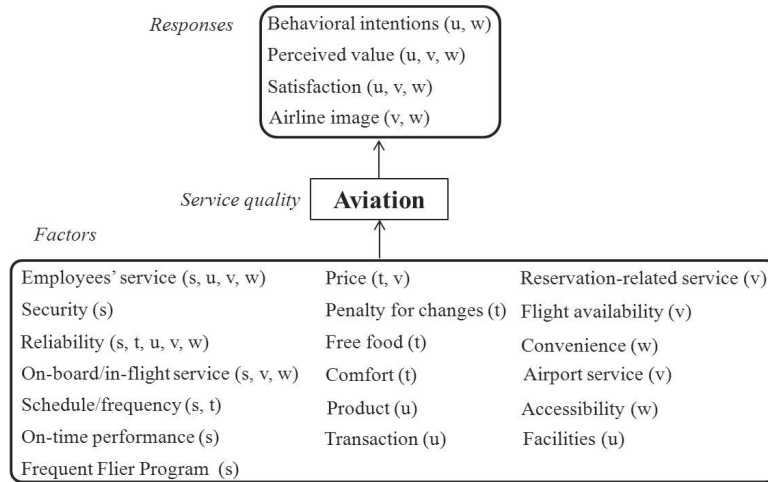 Responses
Behavioral intentions (u, w)
Perceived value (u, v, w)
Satisfaction (u, v, w)
Airline image (v, w)
Service quality
Aviation
Factors
Employees’ service (s, u, v, w)
Security (s)
Reliability (s, t, u, v, w)
On-board/in-flight service (s, v, w)
Schedule/frequency (s, t)
On-time performance (s)
Frequent Flier Program (s)
Price (t, v)
Penalty for changes (t)
Free food (t)
Comfort (t)
Product (u)
Transaction (u)
Reservation-related service (v)
Flight availability (v)
Convenience (w)
Airport service (v)
Accessibility (w)
Facilities (u)